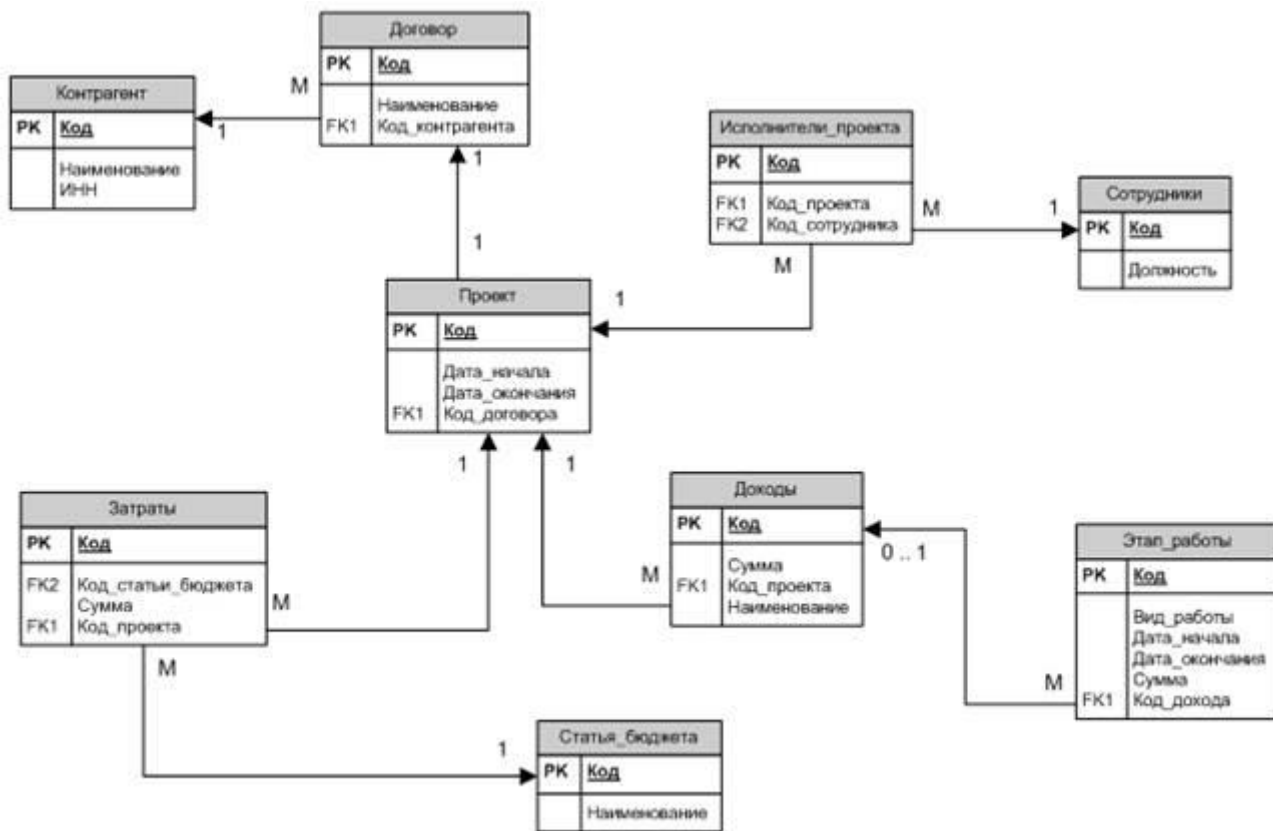 Договор
PK Код
Наименование
FK1 Код_контрагента
M
1
1
1
Контрагент
PK Код
Наименование
ИНН
Исполнители_проекта
PK Код
FK1 Код_проекта
FK2 Код_сотрудника
M
1
M
1
Сотрудники
PK Код
Должность
Проект
PK Код
Дата_начала
Дата_окончания
FK1 Код_договора
1
1
Затраты
PK Код
FK2 Код_статьи_бюджета
Сумма
FK1 Код_проекта
M
M
1
Доходы
PK Код
Сумма
FK1 Код_проекта
Наименование
M
0 .. 1
M
Этап_работы
PK Код
Вид_работы
Дата_начала
Дата_окончания
Сумма
FK1 Код_дохода
Статья_бюджета
PK Код
Наименование